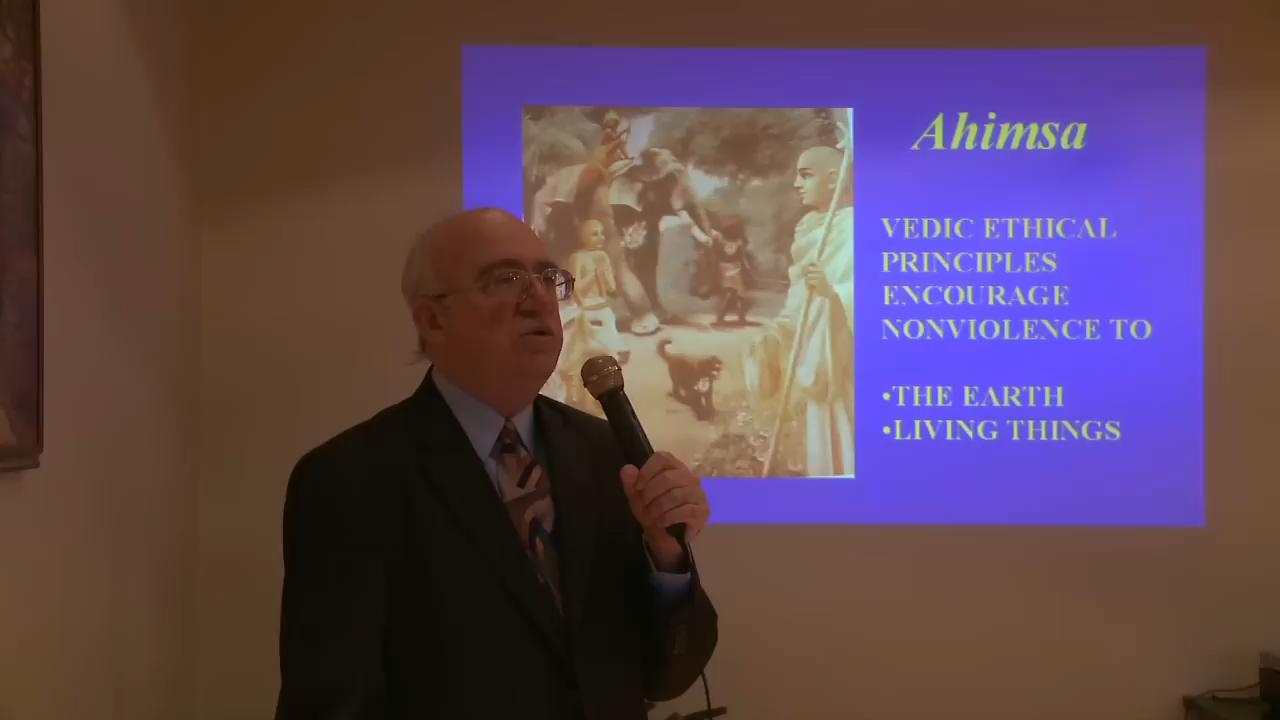 Ahimsa
VEDIC ETHICAL
PRINCIPLES
ENCOURAGE
NONVIOLENCE TO
•THE EARTH
•LIVING THINGS